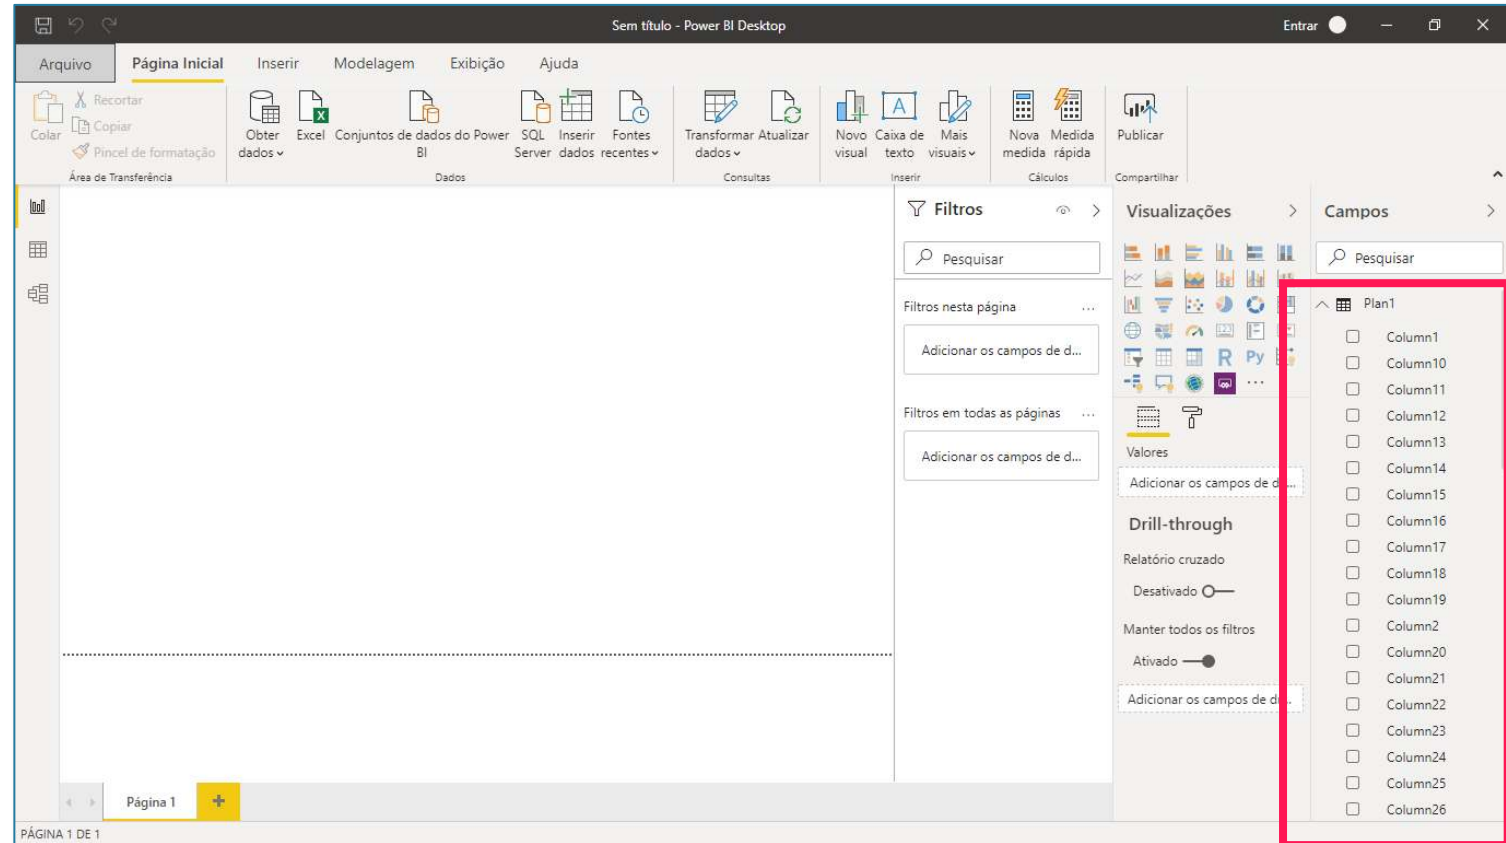 Sem título - Power BI Desktop
Entrar
Arquivo
Página Inicial
Inserir
Modelagem
Exibição
Ajuda
Colar
Recortar
Copiar
Pincel de formatação
Área de Transferência
Obter
dados
Excel
Conjuntos de dados do Power
BI
SQL
Server
Inserir
dados
Fontes
recentes
Dados
Transformar
dados
Atualizar
Consultas
Novo
visual
Caixa de
texto
Mais
visuais
Inserir
Nova
medida
Medida
rápida
Cálculos
Publicar
Compartilhar
Filtros
Pesquisar
Filtros nesta página ...
Adicionar os campos de d...
Filtros em todas as páginas ...
Adicionar os campos de d...
Visualizações
123
R
Py
...
Valores
Adicionar os campos de d...
Drill-through
Relatório cruzado
Desativado
Manter todos os filtros
Ativado
Adicionar os campos de d...
Campos
Pesquisar
Plan1
Column1
Column10
Column11
Column12
Column13
Column14
Column15
Column16
Column17
Column18
Column19
Column2
Column20
Column21
Column22
Column23
Column24
Column25
Column26
Página 1
PÁGINA 1 DE 1